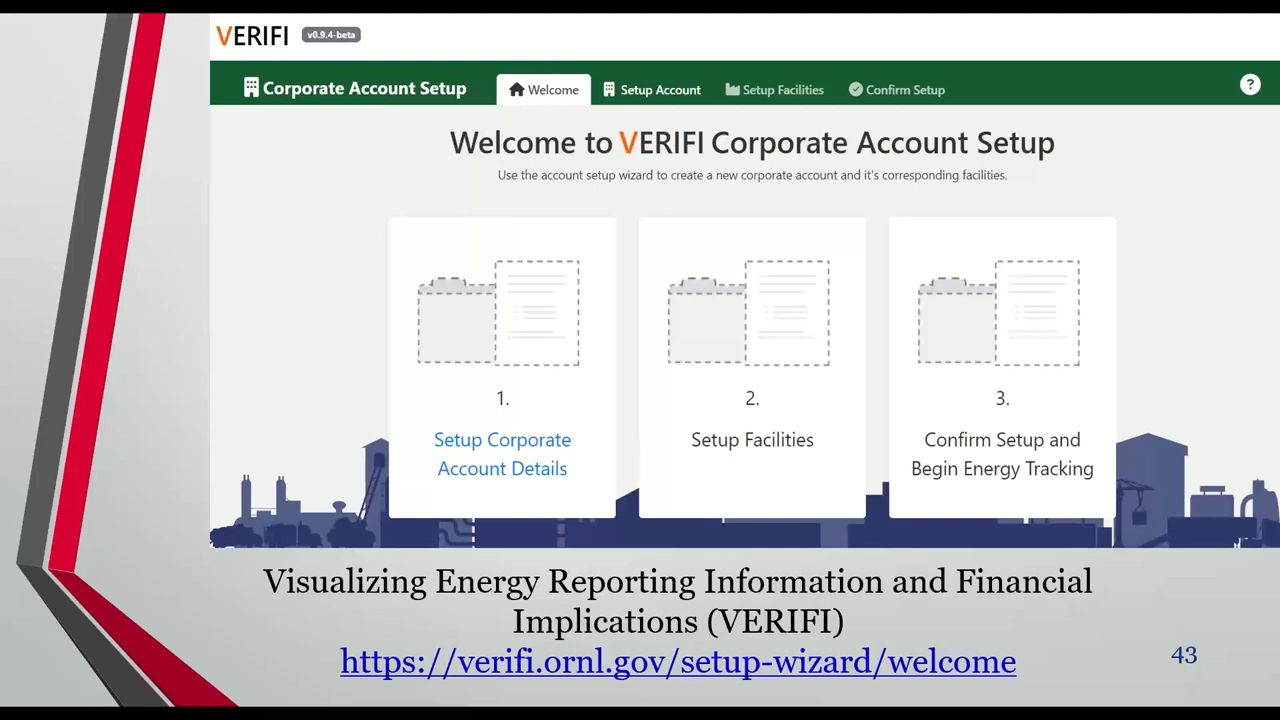 VERIFI v0.9.4-beta
Corporate Account Setup Welcome Setup Account Setup Facilities Confirm Setup ?
Welcome to VERIFI Corporate Account Setup
Use the account setup wizard to create a new corporate account and it's corresponding facilities.
1.
Setup Corporate
Account Details
2.
Setup Facilities
3.
Confirm Setup and
Begin Energy Tracking
Visualizing Energy Reporting Information and Financial
Implications (VERIFI)
https://verifi.ornl.gov/setup-wizard/welcome
43